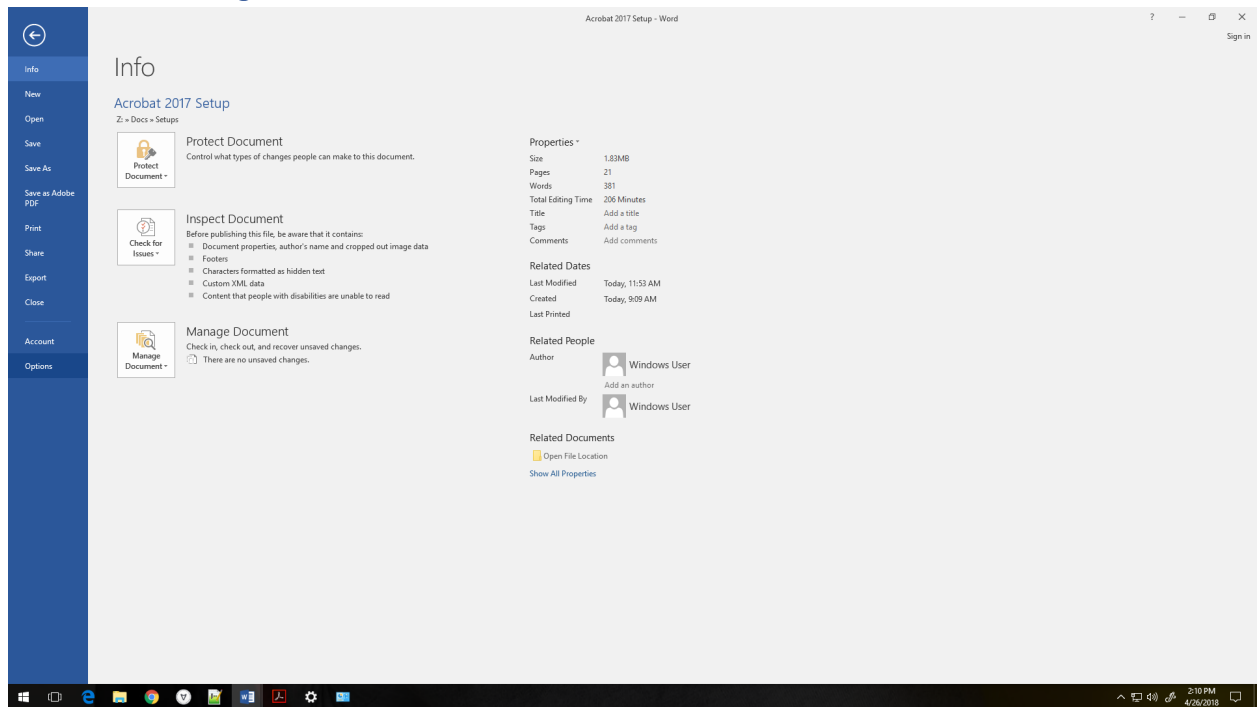 Acrobat 2017 Setup - Word
?
Sign in
Info
New
Open
Save
Save As
Save as Adobe
PDF
Print
Share
Export
Close
Account
Options
Info
Acrobat 2017 Setup
Z: » Docs » Setups
Protect
Document
Protect Document
Control what types of changes people can make to this document.
Check for
Issues
Inspect Document
Before publishing this file, be aware that it contains:
Document properties, author's name and cropped out image data
Footers
Characters formatted as hidden text
Custom XML data
Content that people with disabilities are unable to read
Manage
Document
Manage Document
Check in, check out, and recover unsaved changes.
There are no unsaved changes.
Properties
Size 1.83MB
Pages 21
Words 381
Total Editing Time 206 Minutes
Title Add a title
Tags Add a tag
Comments Add comments
Related Dates
Last Modified Today, 11:53 AM
Created Today, 9:09 AM
Last Printed
Related People
Author Windows User
Add an author
Last Modified By Windows User
Related Documents
Open File Location
Show All Properties
2:10 PM
4/26/2018